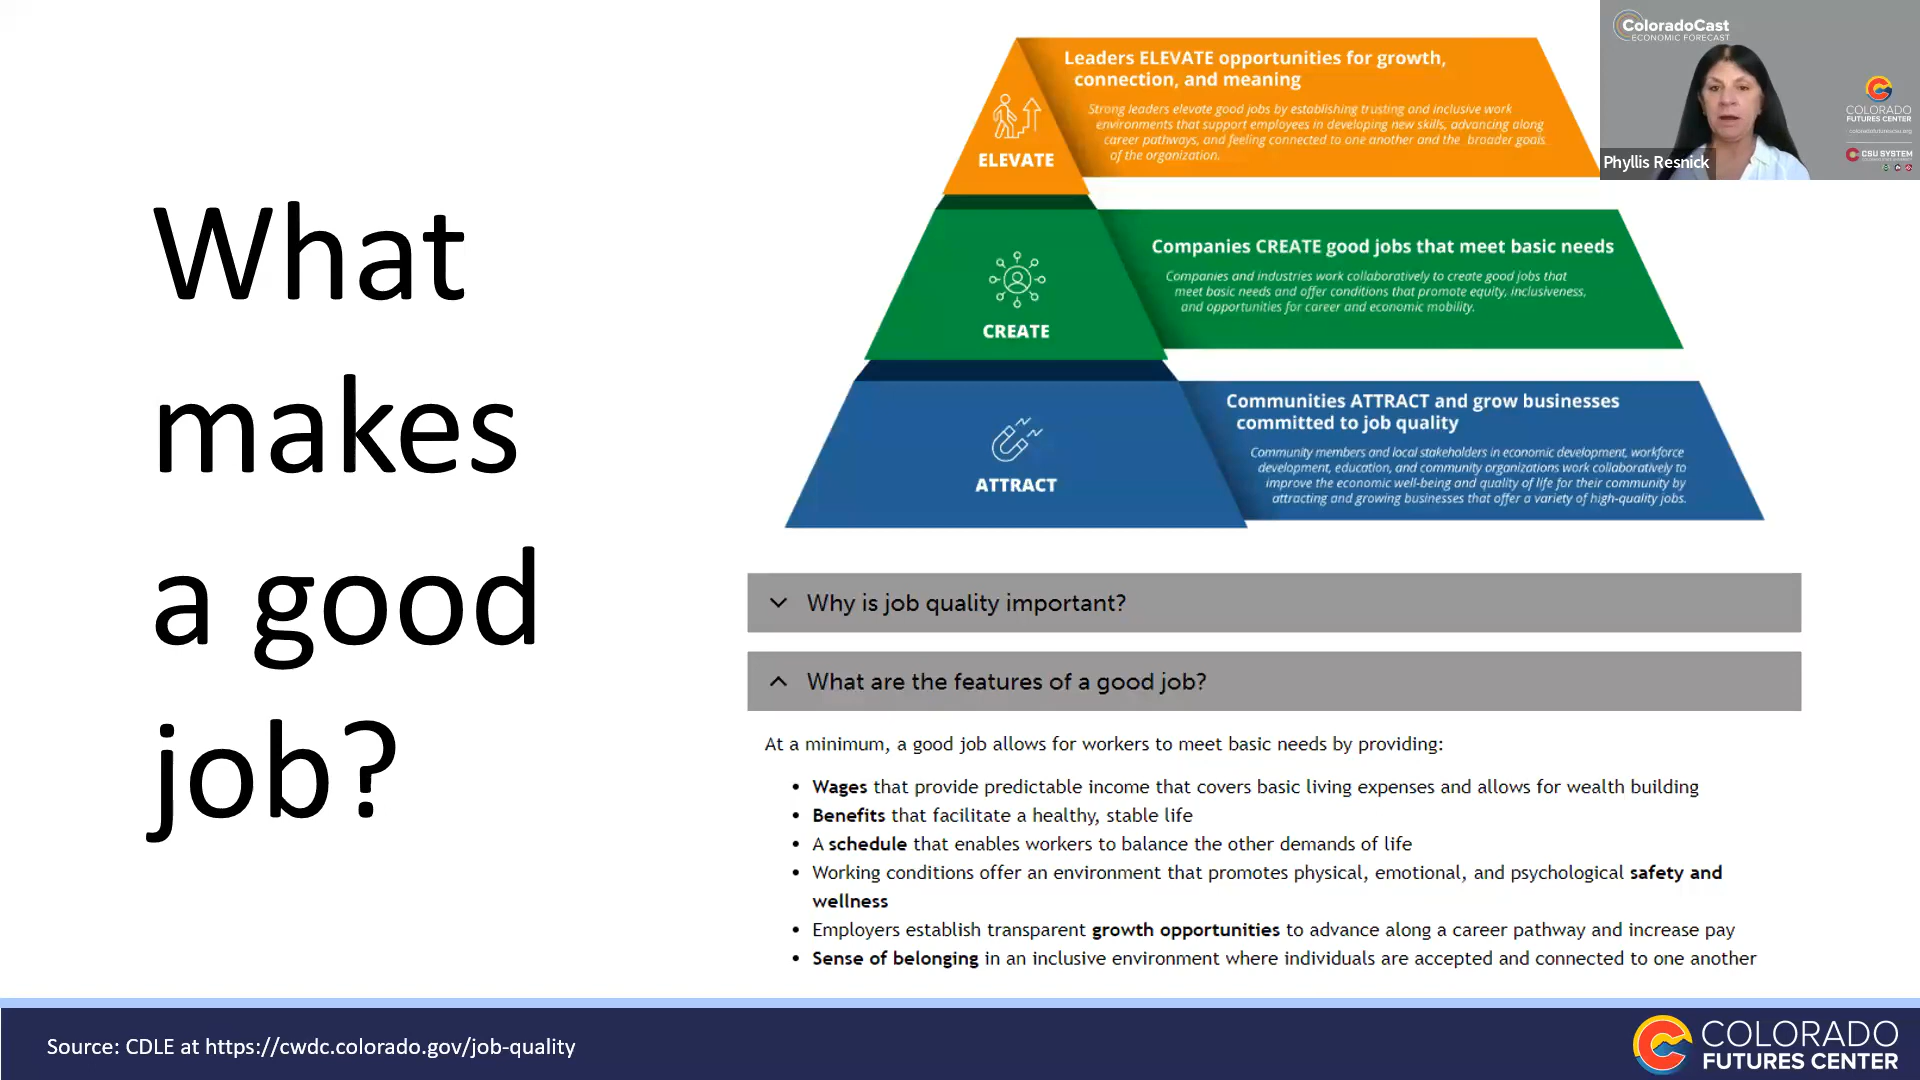 What
makes
a good
job?
Leaders ELEVATE opportunities for growth,
connection, and meaning
Strong leaders elevate good jobs by establishing trusting and inclusive work
environments that support employees in developing new skills, advancing along
career pathways, and feeling connected to one another and the broader goals
of the organization.
ELEVATE
Companies CREATE good jobs that meet basic needs
Companies and industries work collaboratively to create good jobs that
meet basic needs and offer conditions that promote equity, inclusiveness,
and opportunities for career and economic mobility.
CREATE
Communities ATTRACT and grow businesses
committed to job quality
Community members and local stakeholders in economic development, workforce
development, education, and community organizations work collaboratively to
improve the economic well-being and quality of life for their community by
attracting and growing businesses that offer a variety of high-quality jobs.
ATTRACT
ColoradoCast
ECONOMIC FORECAST
COLORADO
FUTURES CENTER
CSU SYSTEM
Phyllis Resnick
Why is job quality important?
What are the features of a good job?
At a minimum, a good job allows for workers to meet basic needs by providing:
• Wages that provide predictable income that covers basic living expenses and allows for wealth building
• Benefits that facilitate a healthy, stable life
• A schedule that enables workers to balance the other demands of life
• Working conditions offer an environment that promotes physical, emotional, and psychological safety and
wellness
• Employers establish transparent growth opportunities to advance along a career pathway and increase pay
• Sense of belonging in an inclusive environment where individuals are accepted and connected to one another
Source: CDLE at https://cwdc.colorado.gov/job-quality
COLORADO
FUTURES CENTER